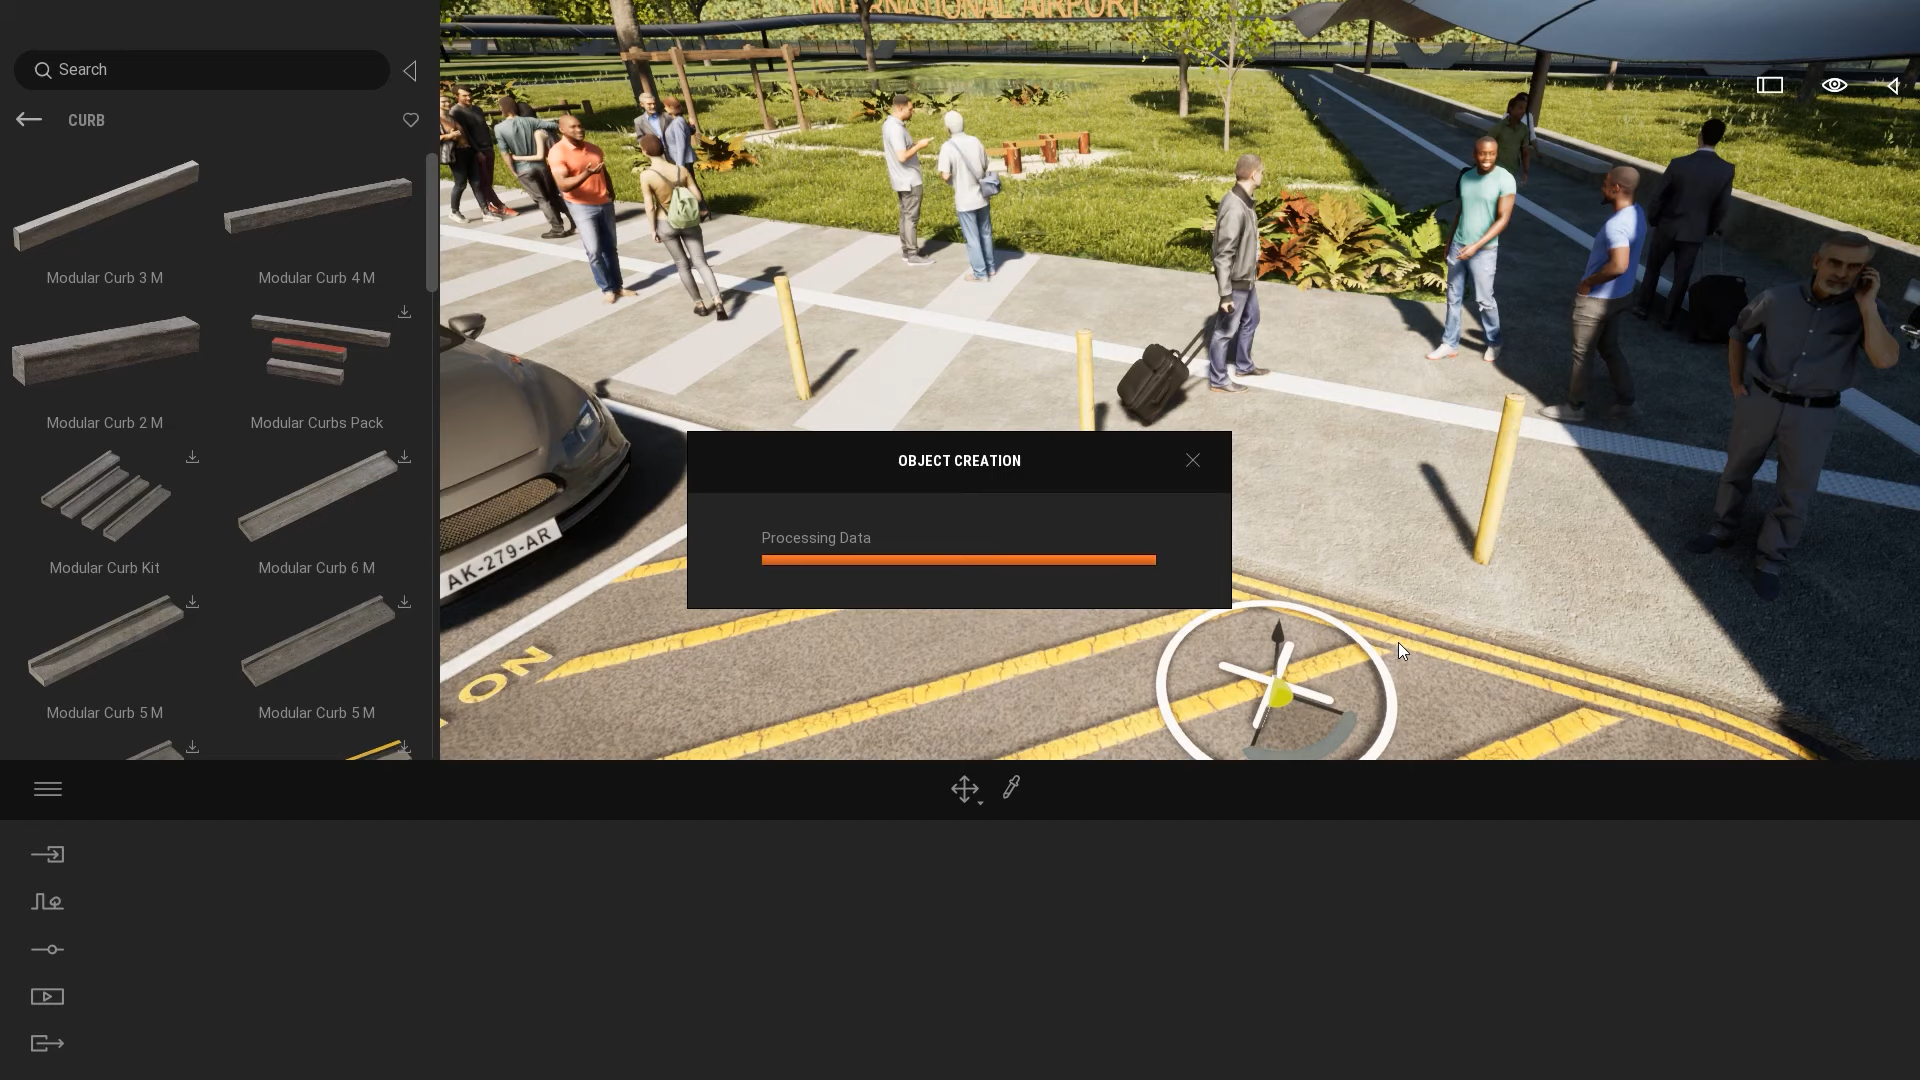 INTERNATIONAL AIRPORT
Search
CURB
Modular Curb 3 M
Modular Curb 4 M
Modular Curb 2 M
Modular Curbs Pack
Modular Curb Kit
Modular Curb 6 M
Modular Curb 5 M
Modular Curb 5 M
OBJECT CREATION
Processing Data
AK-279-AR
ON